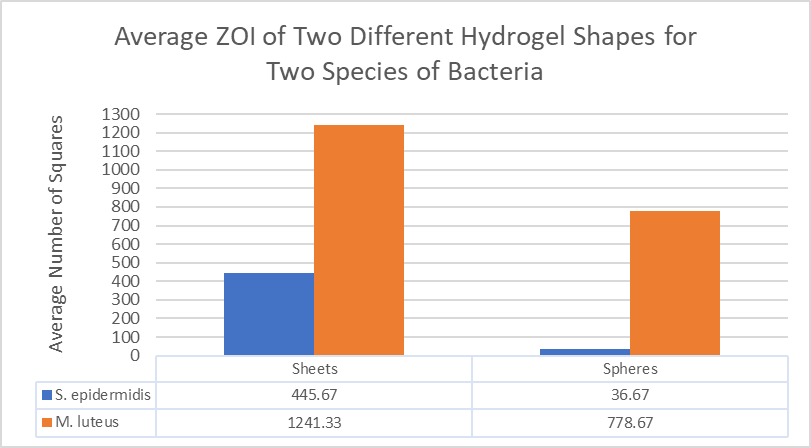 Average ZOI of Two Different Hydrogel Shapes for
Two Species of Bacteria
Average Number of Squares
1300
1200
1100
1000
900
800
700
600
500
400
300
200
100
0
Sheets Spheres
S. epidermidis 445.67 36.67
M. luteus 1241.33 778.67